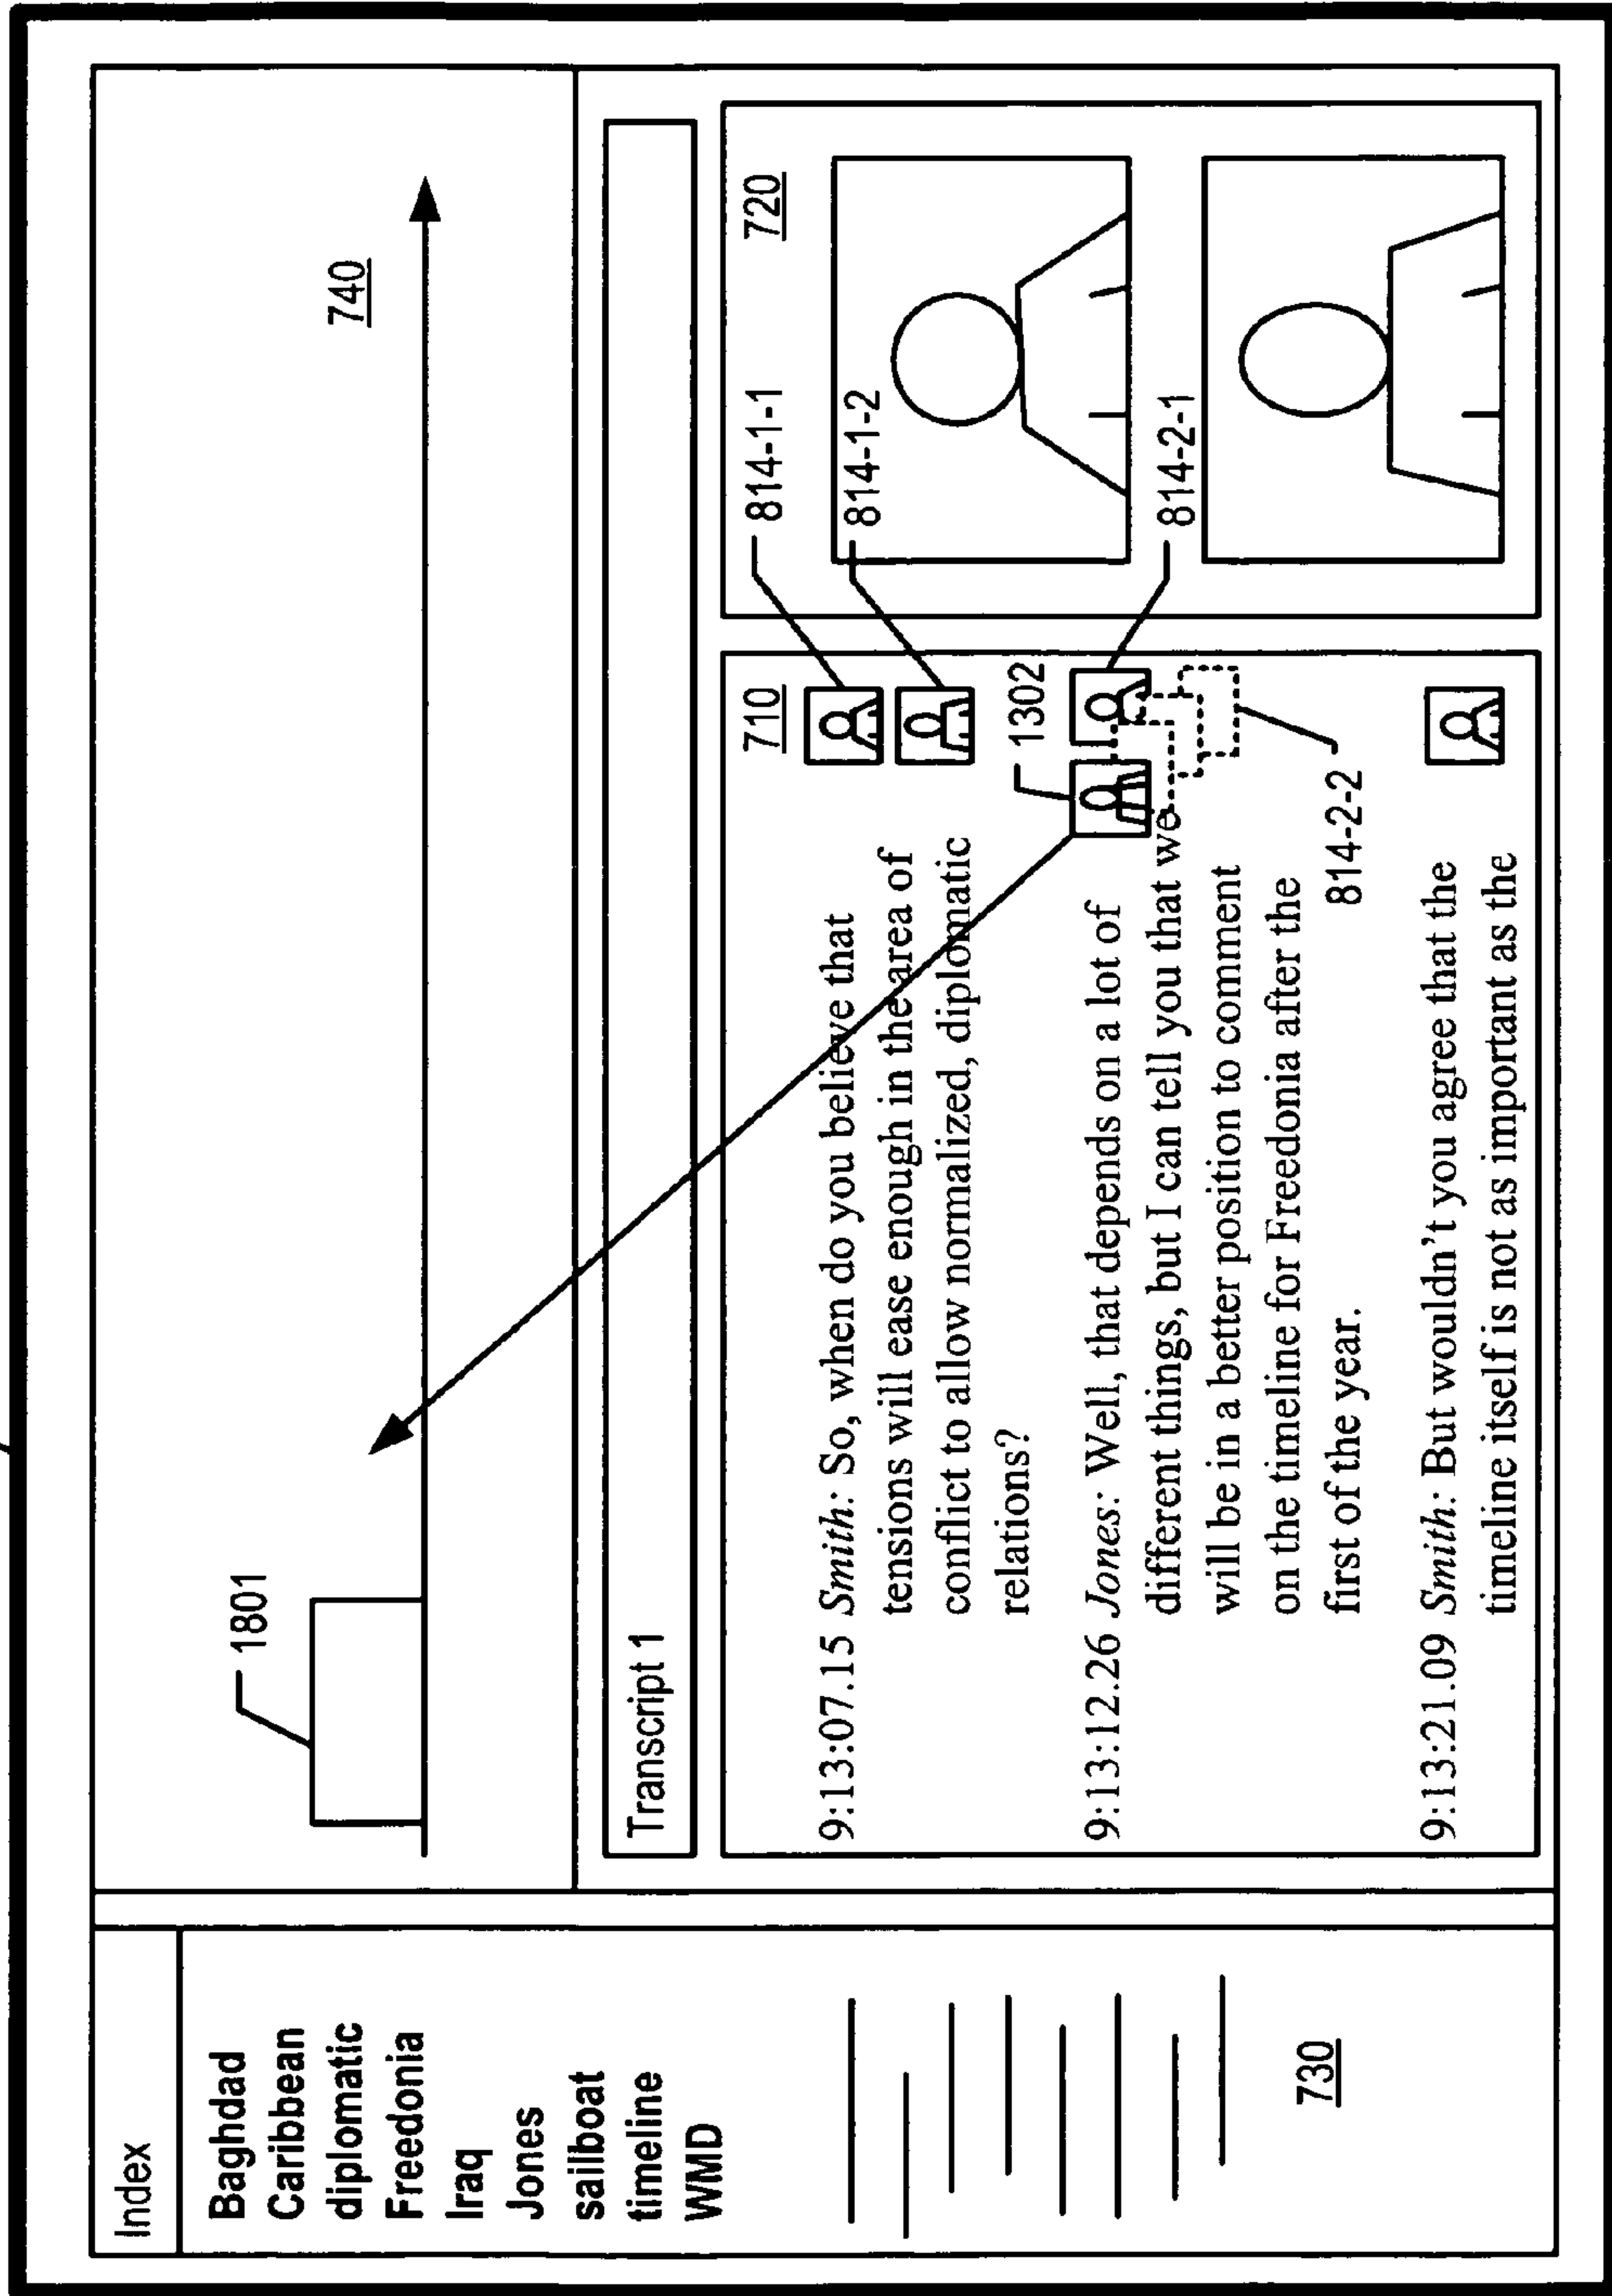 Index
Baghdad
Caribbean
diplomatic
Freedonia
Iraq
Jones
sailboat
timeline
WMD
730
1801
740
Transcript 1
710
9:13:07.15 Smith: So, when do you believe that
tensions will ease enough in the area of
conflict to allow normalized, diplomatic
relations?
1302
9:13:12.26 Jones: Well, that depends on a lot of
different things, but I can tell you that we
will be in a better position to comment
on the timeline for Freedonia after the
first of the year.
814-2-2
9:13:21.09 Smith: But wouldn't you agree that the
timeline itself is not as important as the
720
814-1-1
814-1-2
814-2-1